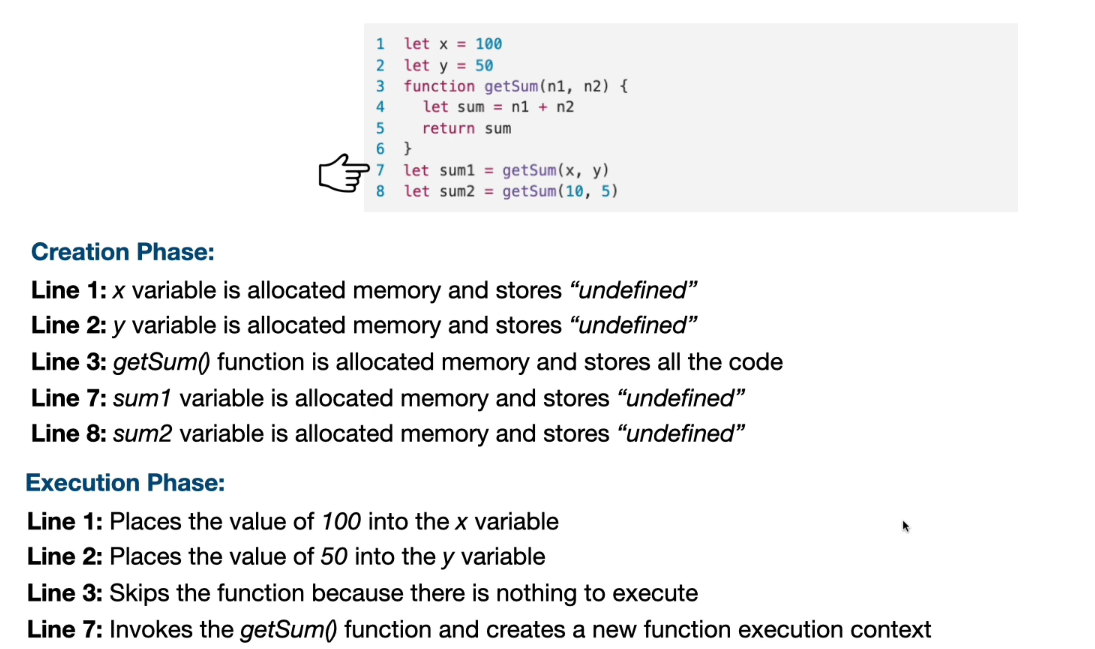 1 let x = 100
2 let y = 50
3 function getSum(n1, n2) {
4   let sum = n1 + n2
5   return sum
6 }
7 let sum1 = getSum(x, y)
8 let sum2 = getSum(10, 5)
Creation Phase:
Line 1: x variable is allocated memory and stores “undefined”
Line 2: y variable is allocated memory and stores “undefined”
Line 3: getSum() function is allocated memory and stores all the code
Line 7: sum1 variable is allocated memory and stores “undefined”
Line 8: sum2 variable is allocated memory and stores “undefined”
Execution Phase:
Line 1: Places the value of 100 into the x variable
Line 2: Places the value of 50 into the y variable
Line 3: Skips the function because there is nothing to execute
Line 7: Invokes the getSum() function and creates a new function execution context